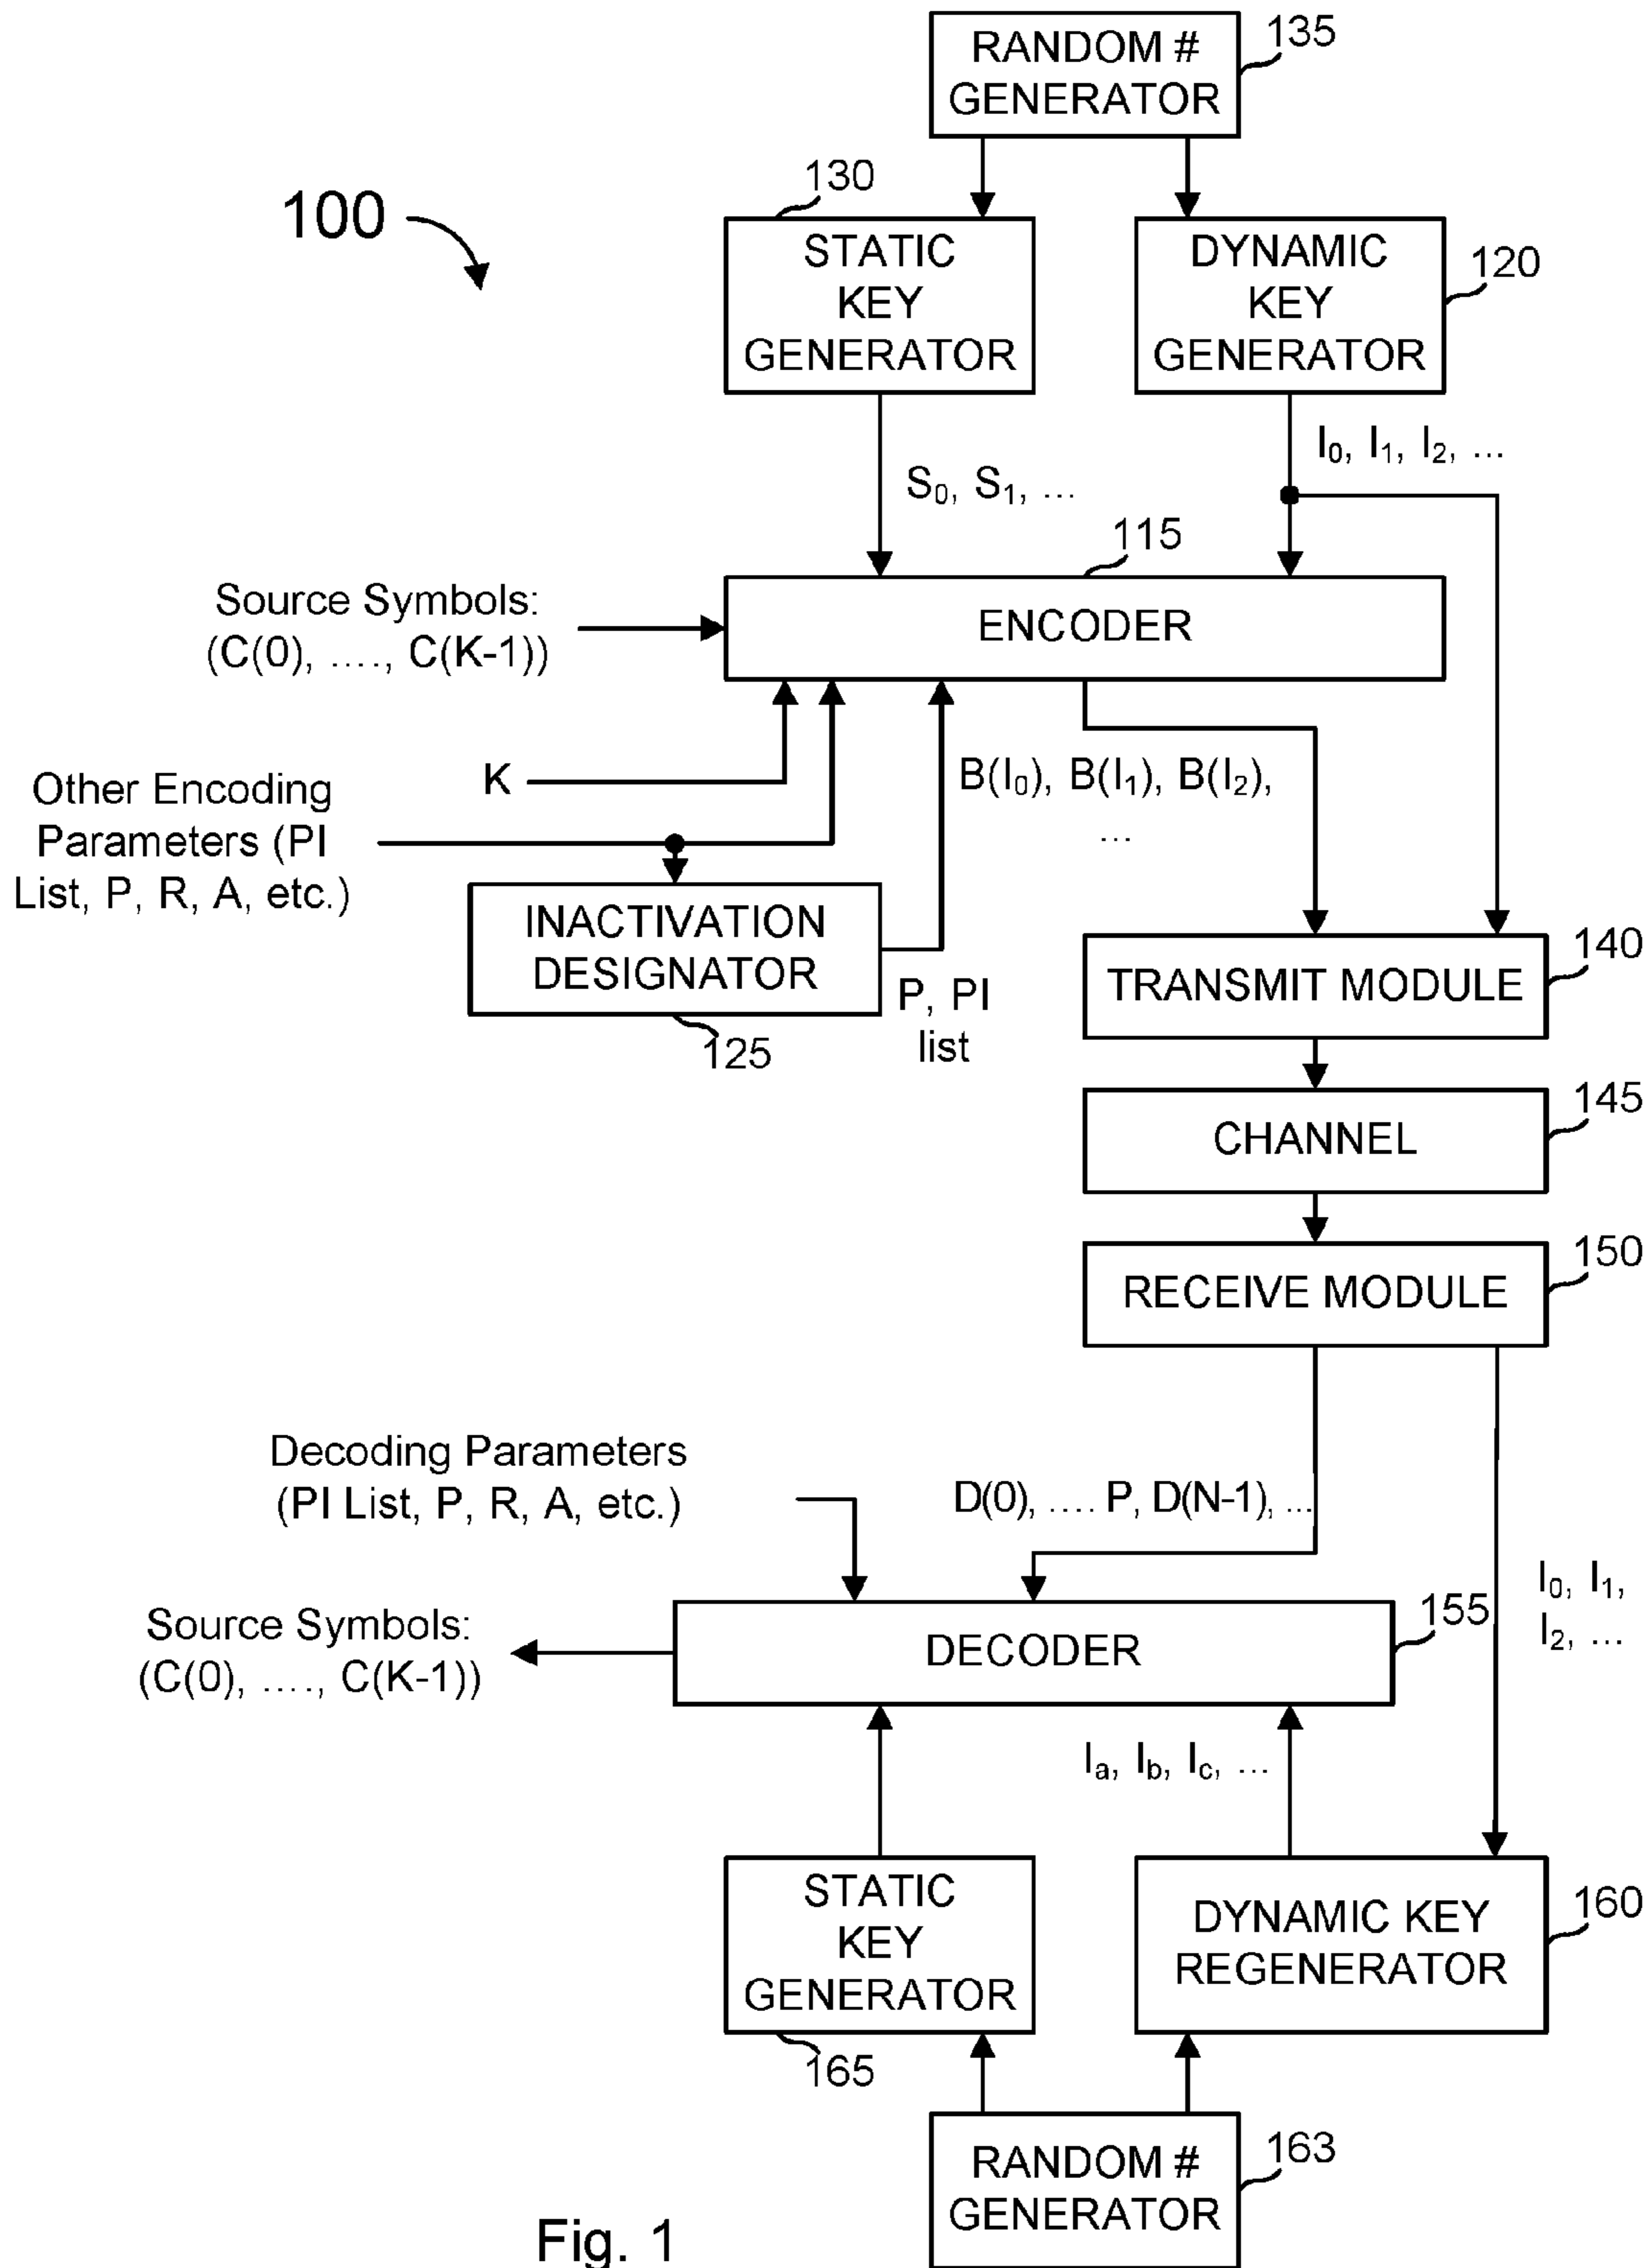 RANDOM #
GENERATOR
135
130
100
STATIC
KEY
GENERATOR
DYNAMIC
KEY
GENERATOR
120
I₀, I₁, I₂, ...
S₀, S₁, ...
115
Source Symbols:
(C(0), ...., C(K-1))
ENCODER
K
Other Encoding
Parameters (PI
List, P, R, A, etc.)
B(I₀), B(I₁), B(I₂),
...
INACTIVATION
DESIGNATOR
125
P, PI
list
TRANSMIT MODULE
140
CHANNEL
145
RECEIVE MODULE
150
Decoding Parameters
(PI List, P, R, A, etc.)
D(0), .... P, D(N-1), ...
I₀, I₁,
I₂, ...
Source Symbols:
(C(0), ...., C(K-1))
DECODER
155
Iₐ, I_b, I_c, ...
STATIC
KEY
GENERATOR
165
DYNAMIC KEY
REGENERATOR
160
RANDOM #
GENERATOR
163
Fig. 1